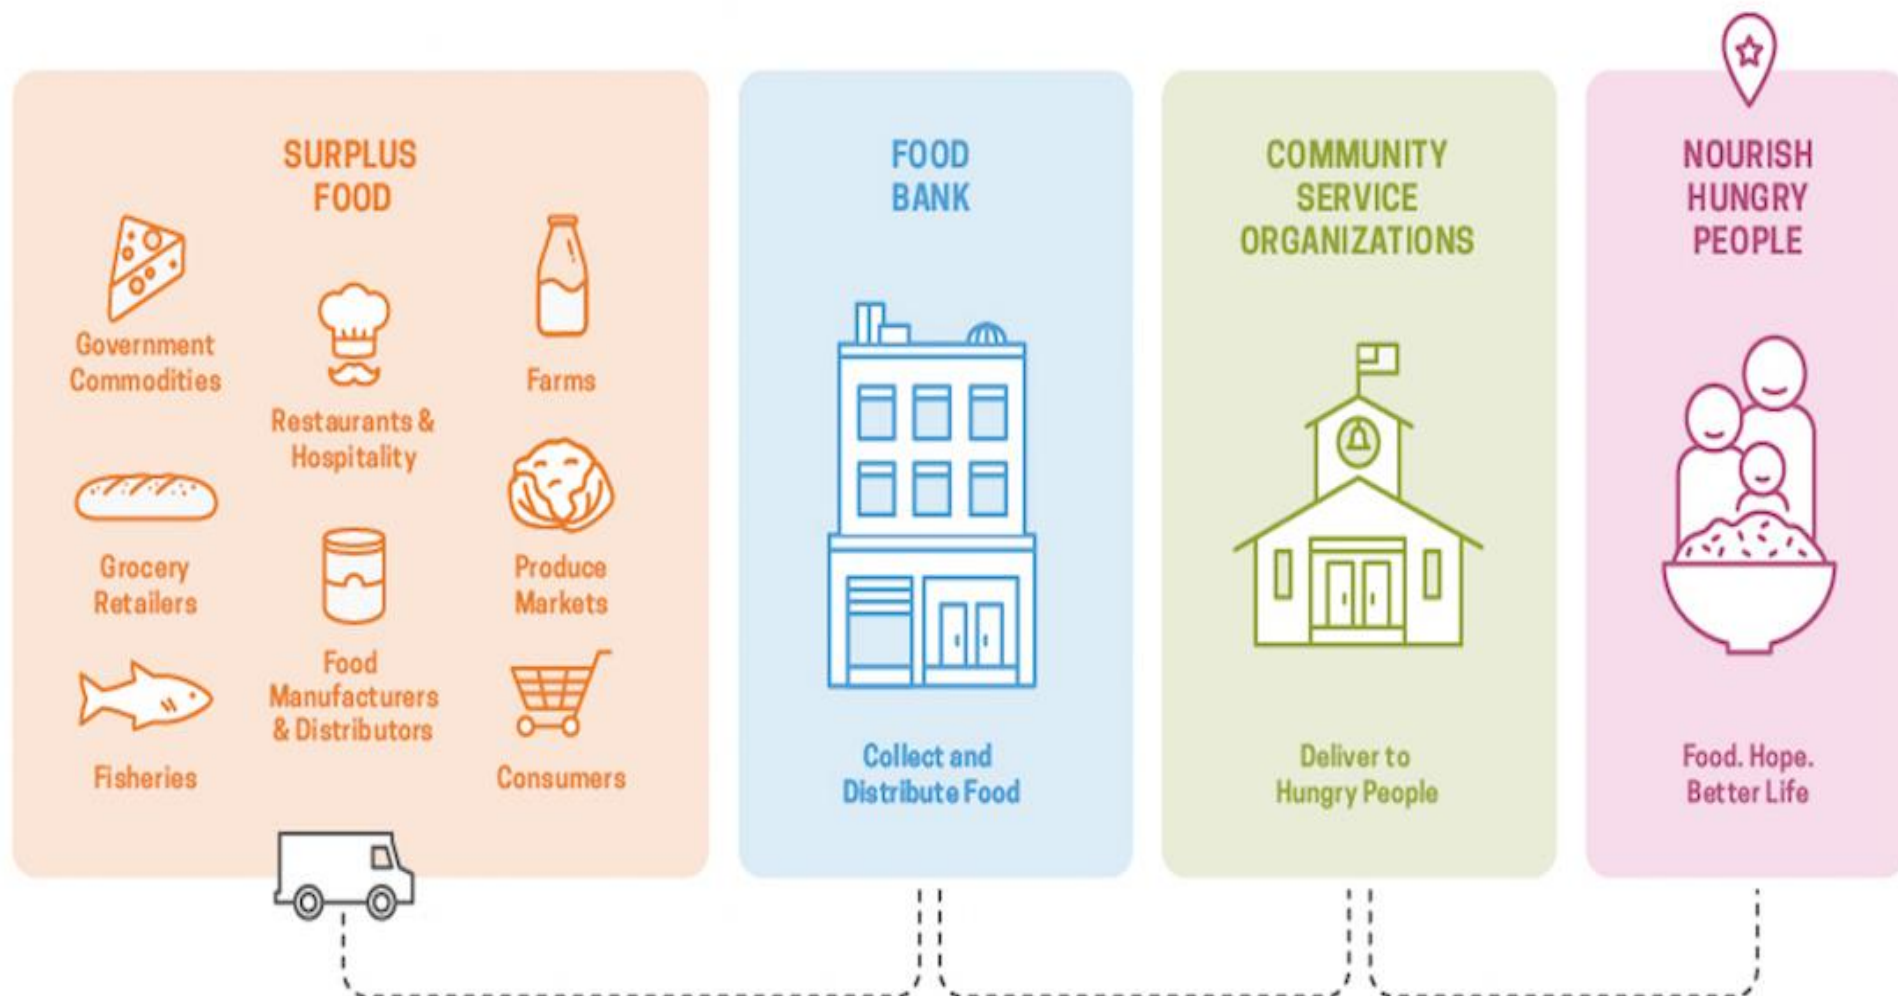 SURPLUS
FOOD
Government
Commodities
Restaurants &
Hospitality
Farms
Grocery
Retailers
Food
Manufacturers
& Distributors
Produce
Markets
Fisheries
Consumers
FOOD
BANK
Collect and
Distribute Food
COMMUNITY
SERVICE
ORGANIZATIONS
Deliver to
Hungry People
NOURISH
HUNGRY
PEOPLE
Food. Hope.
Better Life